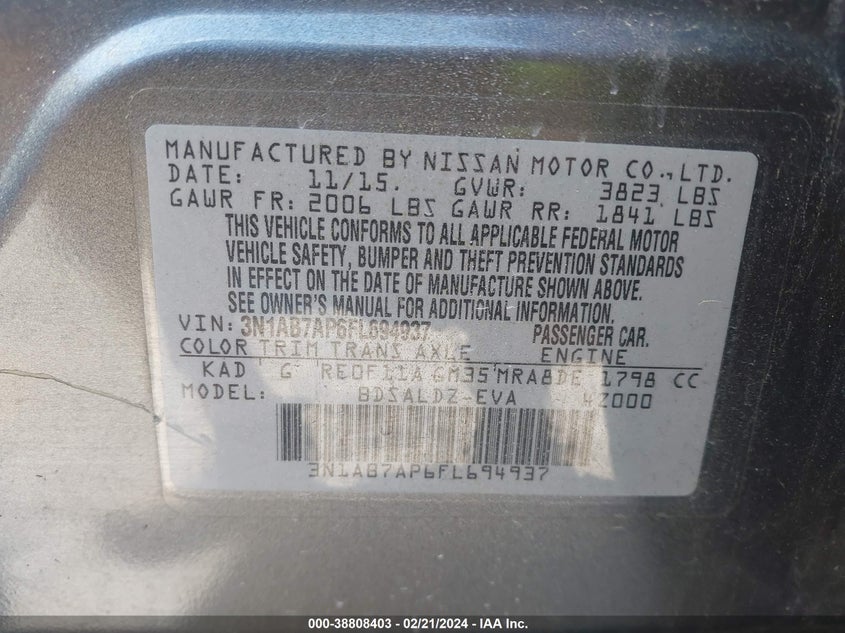 MANUFACTURED BY NISSAN MOTOR CO.,LTD.
DATE: 11/15. GVWR: 3823 LBS
GAWR FR: 2006 LBS GAWR RR: 1841 LBS
THIS VEHICLE CONFORMS TO ALL APPLICABLE FEDERAL MOTOR
VEHICLE SAFETY, BUMPER AND THEFT PREVENTION STANDARDS
IN EFFECT ON THE DATE OF MANUFACTURE SHOWN ABOVE.
SEE OWNER'S MANUAL FOR ADDITIONAL INFORMATION.
VIN: 3N1AB7AP6FL694937 PASSENGER CAR.
COLOR TRIM TRANS AXLE ENGINE
KAD G RE0F11A GM35 MRA8DE 1798 CC
MODEL: BDSALDZ-EVA 4Z000
3N1AB7AP6FL694937
000-38808403 - 02/21/2024 - IAA Inc.